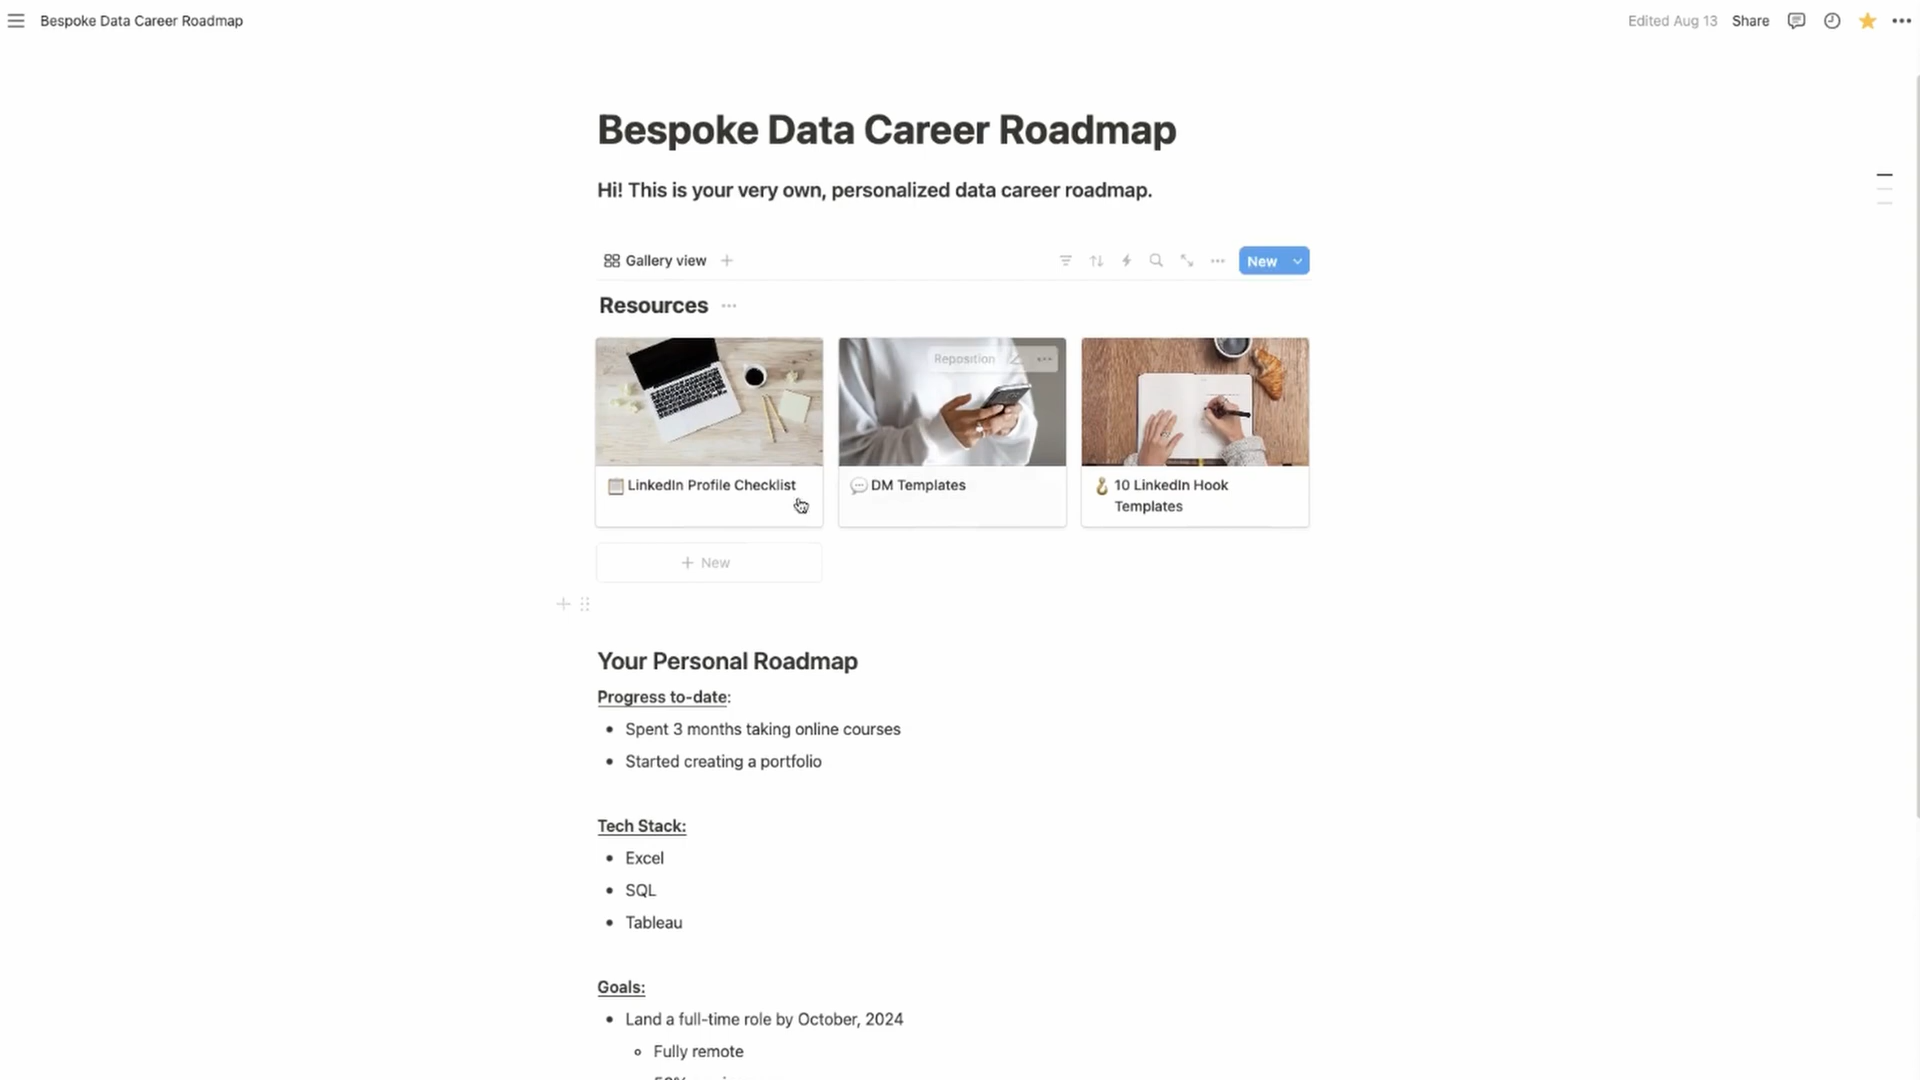 Bespoke Data Career Roadmap
Edited Aug 13
Share
Bespoke Data Career Roadmap
Hi! This is your very own, personalized data career roadmap.
Gallery view
New
Resources
Reposition
LinkedIn Profile Checklist
DM Templates
10 LinkedIn Hook
Templates
New
Your Personal Roadmap
Progress to-date:
Spent 3 months taking online courses
Started creating a portfolio
Tech Stack:
Excel
SQL
Tableau
Goals:
Land a full-time role by October, 2024
Fully remote